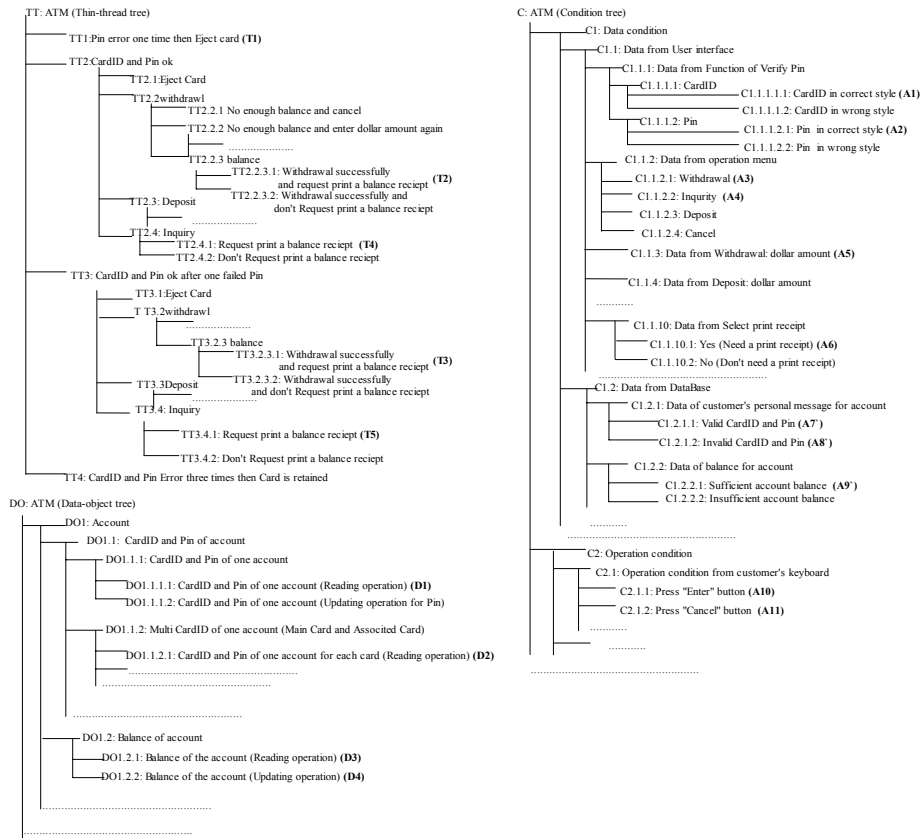 TT: ATM (Thin-thread tree)
TT1:Pin error one time then Eject card (T1)
TT2:CardID and Pin ok
TT2.1:Eject Card
TT2.2withdrawl
TT2.2.1 No enough balance and cancel
TT2.2.2 No enough balance and enter dollar amount again
.....................
TT2.2.3 balance
TT2.2.3.1: Withdrawal successfully
and request print a balance reciept (T2)
TT2.2.3.2: Withdrawal successfully and
don't Request print a balance reciept
TT2.3: Deposit
.....................
TT2.4: Inquiry
TT2.4.1: Request print a balance reciept (T4)
TT2.4.2: Don't Request print a balance reciept
TT3: CardID and Pin ok after one failed Pin
TT3.1:Eject Card
T T3.2withdrawl
.....................
TT3.2.3 balance
TT3.2.3.1: Withdrawal successfully
and request print a balance reciept (T3)
TT3.2.3.2: Withdrawal successfully
and don't Request print a balance reciept
TT3.3Deposit
.....................
TT3.4: Inquiry
TT3.4.1: Request print a balance reciept (T5)
TT3.4.2: Don't Request print a balance reciept
TT4: CardID and Pin Error three times then Card is retained
DO: ATM (Data-object tree)
DO1: Account
DO1.1: CardID and Pin of account
DO1.1.1: CardID and Pin of one account
DO1.1.1.1: CardID and Pin of one account (Reading operation) (D1)
DO1.1.1.2: CardID and Pin of one account (Updating operation for Pin)
DO1.1.2: Multi CardID of one account (Main Card and Associted Card)
DO1.1.2.1: CardID and Pin of one account for each card (Reading operation) (D2)
DO1.2: Balance of account
DO1.2.1: Balance of the account (Reading operation) (D3)
DO1.2.2: Balance of the account (Updating operation) (D4)
C: ATM (Condition tree)
C1: Data condition
C1.1: Data from User interface
C1.1.1: Data from Function of Verify Pin
C1.1.1.1: CardID
C1.1.1.1.1: CardID in correct style (A1)
C1.1.1.1.2: CardID in wrong style
C1.1.1.2: Pin
C1.1.1.2.1: Pin in correct style (A2)
C1.1.1.2.2: Pin in wrong style
C1.1.2: Data from operation menu
C1.1.2.1: Withdrawal (A3)
C1.1.2.2: Inqurity (A4)
C1.1.2.3: Deposit
C1.1.2.4: Cancel
C1.1.3: Data from Withdrawal: dollar amount (A5)
C1.1.4: Data from Deposit: dollar amount
............
C1.1.10: Data from Select print receipt
C1.1.10.1: Yes (Need a print receipt) (A6)
C1.1.10.2: No (Don't need a print receipt)
C1.2: Data from DataBase
C1.2.1: Data of customer's personal message for account
C1.2.1.1: Valid CardID and Pin (A7`)
C1.2.1.2: Invalid CardID and Pin (A8`)
C1.2.2: Data of balance for account
C1.2.2.1: Sufficient account balance (A9`)
C1.2.2.2: Insufficient account balance
............
C2: Operation condition
C2.1: Operation condition from customer's keyboard
C2.1.1: Press "Enter" button (A10)
C2.1.2: Press "Cancel" button (A11)
............
............